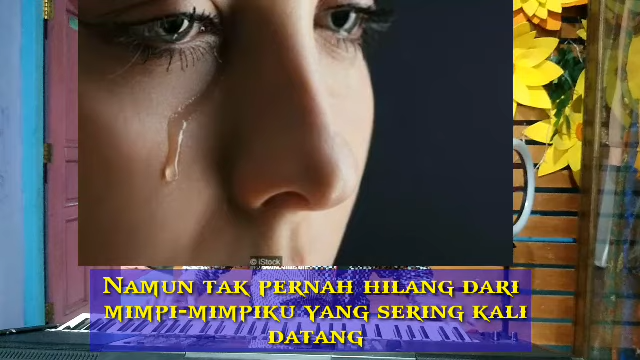 © iStock
Namun tak pernah hilang dari
mimpi-mimpiku yang sering kali
datang